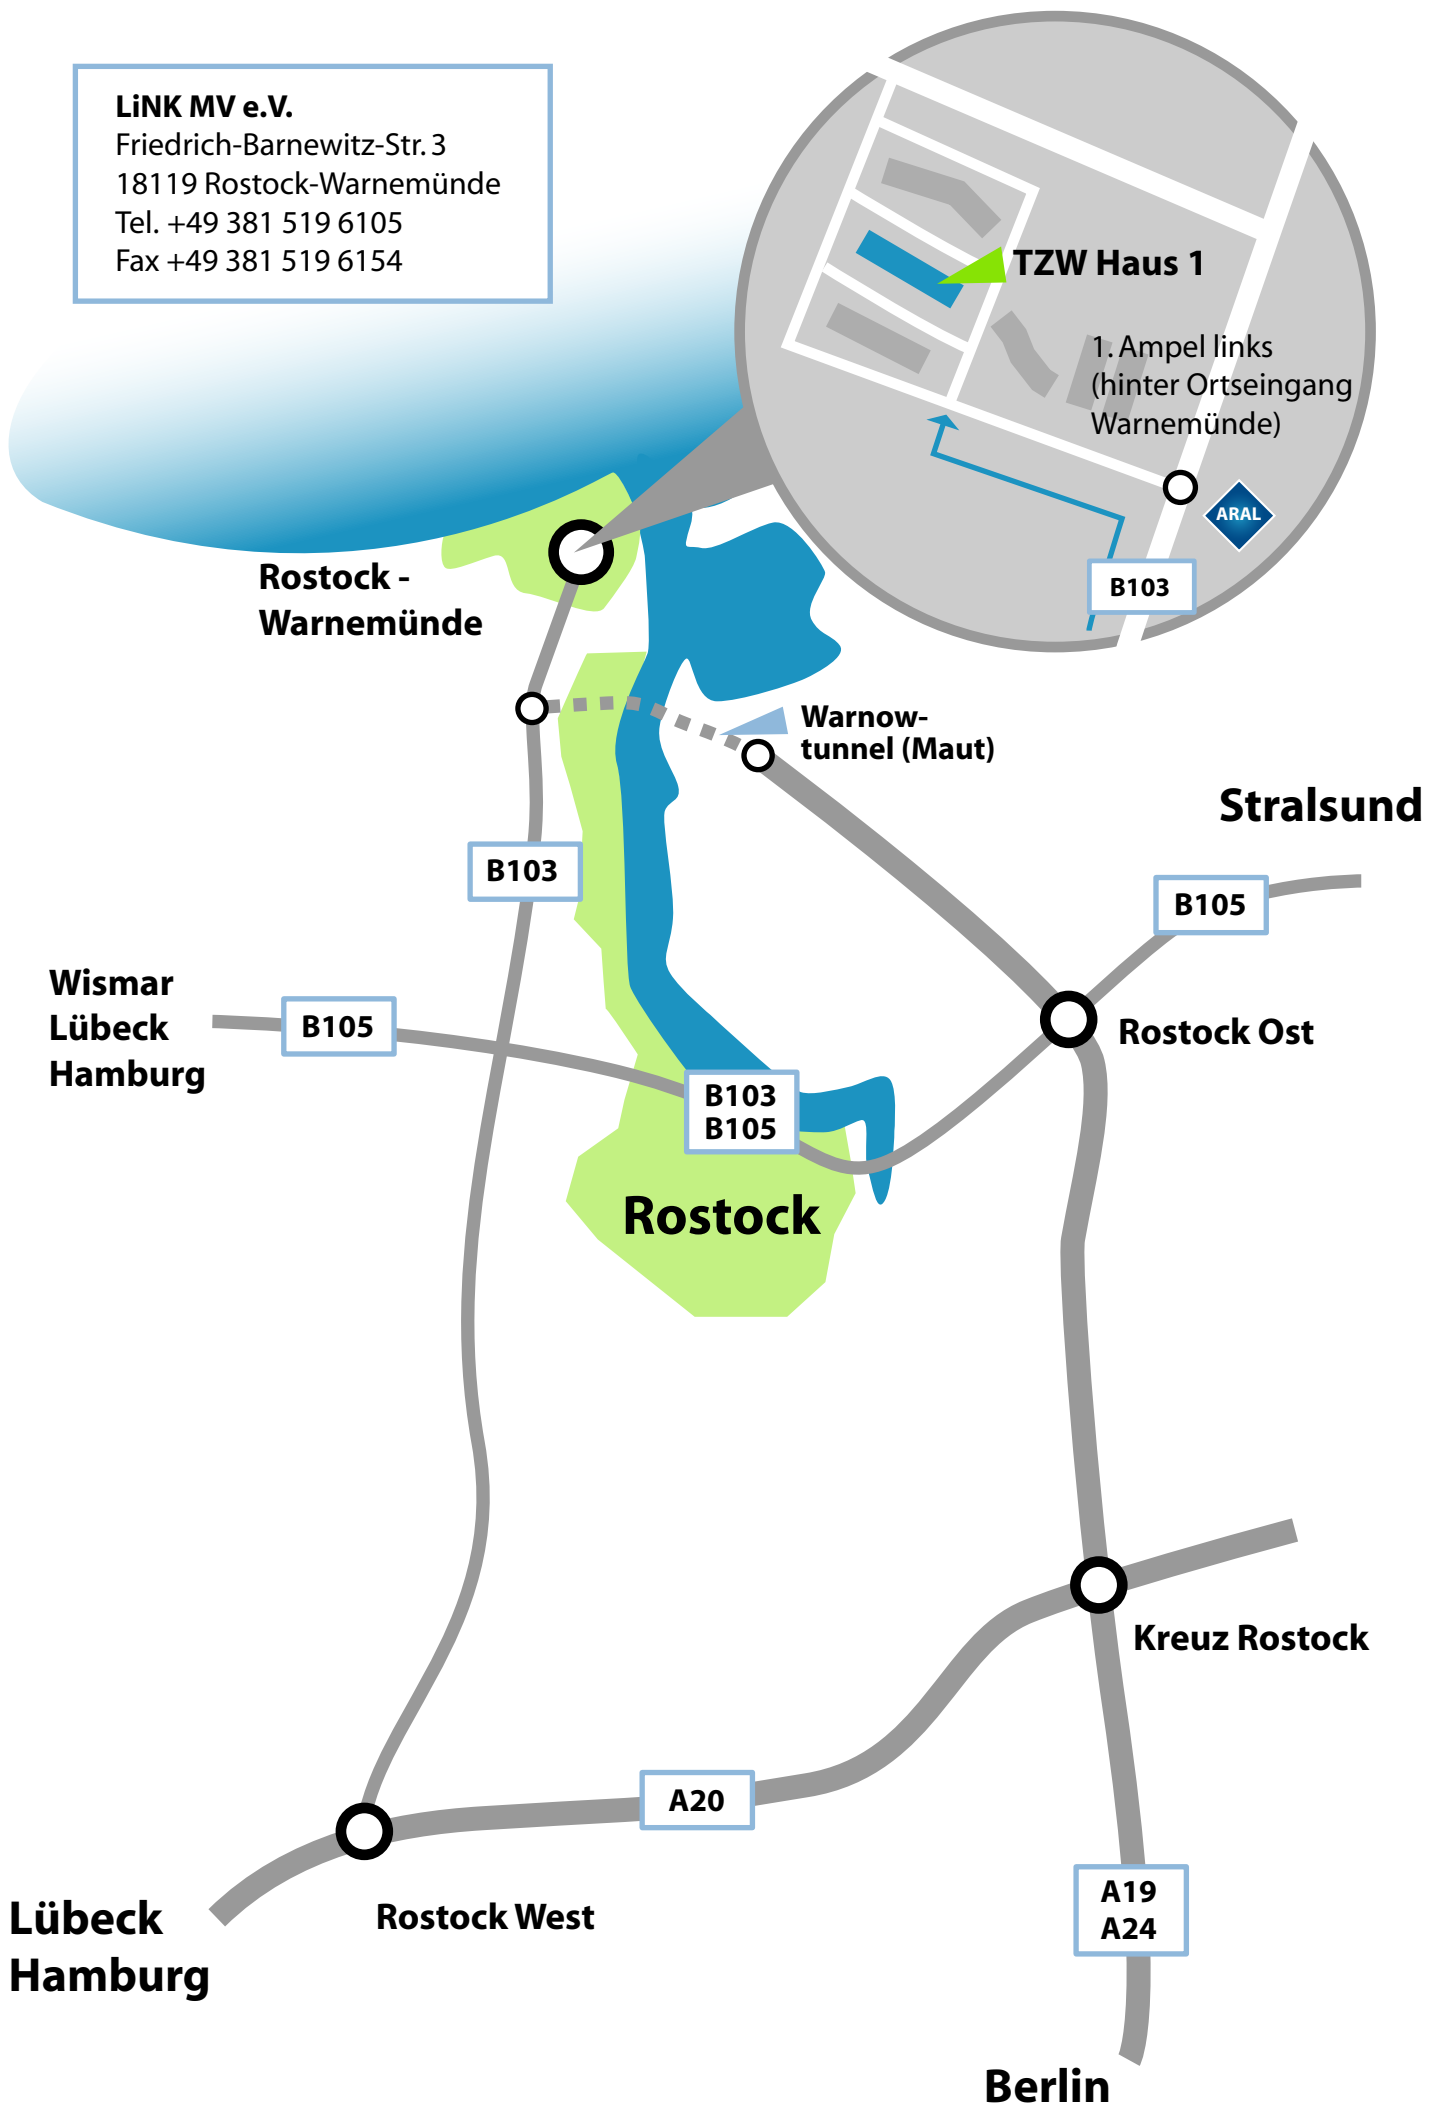 LiNK MV e.V.
Friedrich-Barnewitz-Str. 3
18119 Rostock-Warnemünde
Tel. +49 381 519 6105
Fax +49 381 519 6154
TZW Haus 1
1. Ampel links
(hinter Ortseingang
Warnemünde)
ARAL
B103
Rostock -
Warnemünde
Warnow-
tunnel (Maut)
Stralsund
B103
B105
Wismar
Lübeck
Hamburg
B105
Rostock Ost
B103
B105
Rostock
Kreuz Rostock
A20
Lübeck
Hamburg
Rostock West
A19
A24
Berlin